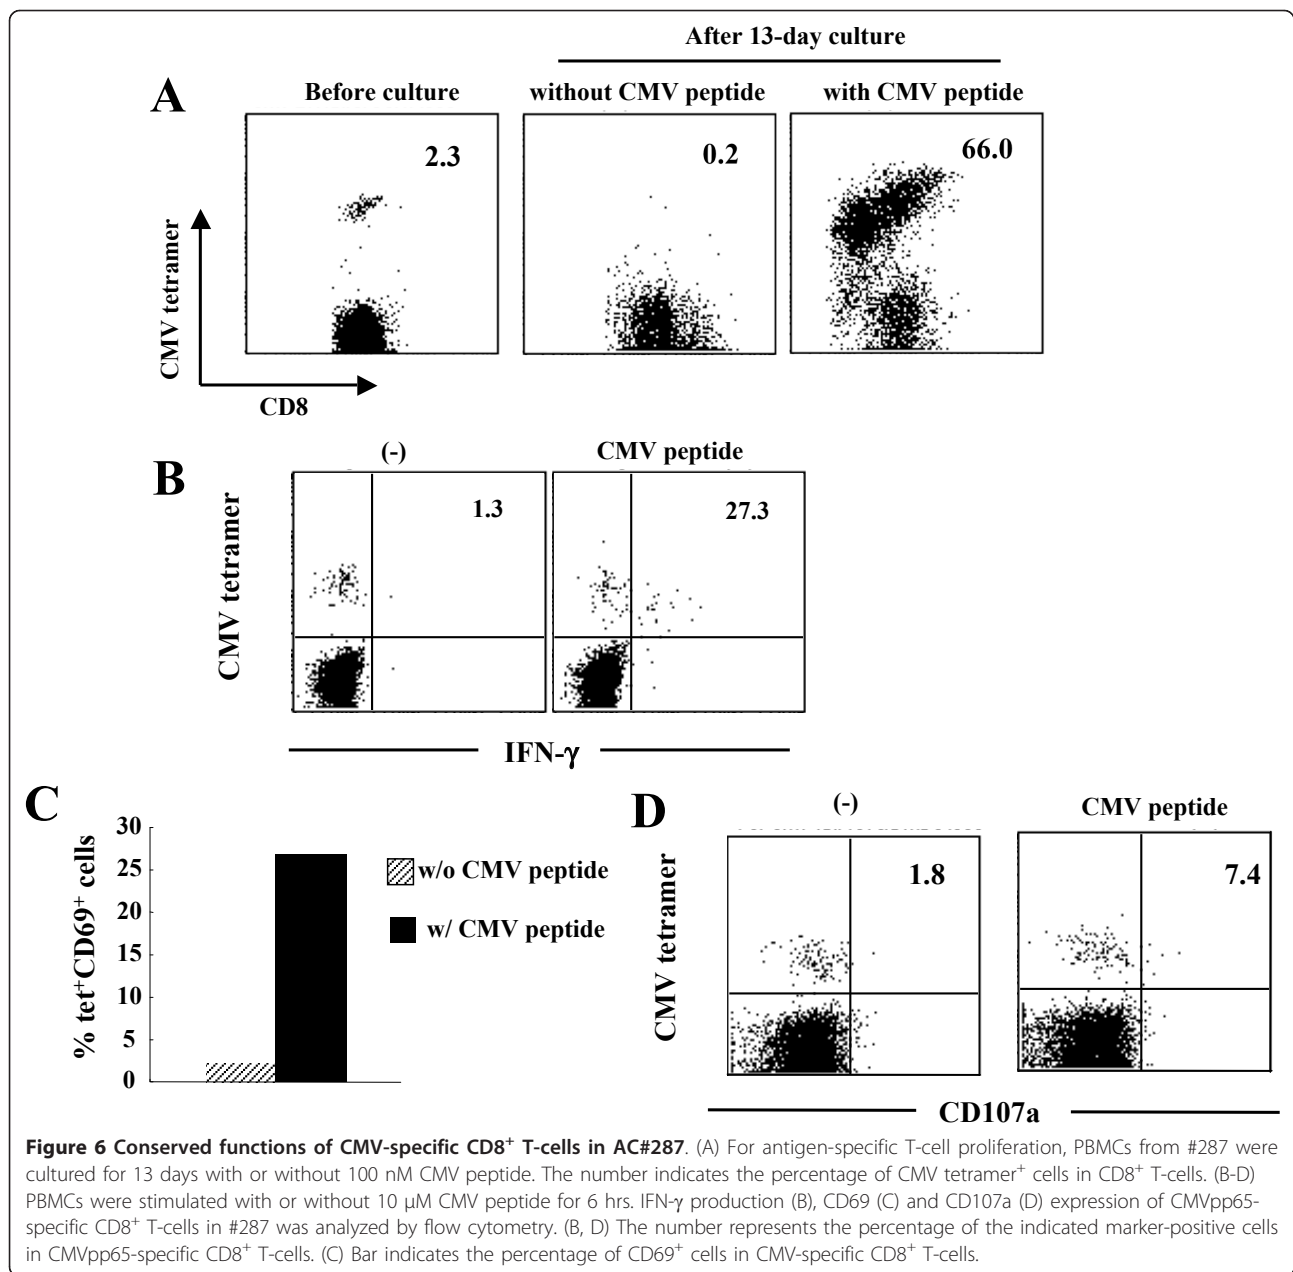 After 13-day culture
A
Before culture
without CMV peptide
with CMV peptide
2.3
0.2
66.0
CMV tetramer
CD8
B
(-)
CMV peptide
1.3
27.3
CMV tetramer
IFN-γ
C
30
25
20
15
10
5
0
% tet⁺CD69⁺ cells
w/o CMV peptide
w/ CMV peptide
D
(-)
CMV peptide
1.8
7.4
CMV tetramer
CD107a
Figure 6 Conserved functions of CMV-specific CD8⁺ T-cells in AC#287. (A) For antigen-specific T-cell proliferation, PBMCs from #287 were
cultured for 13 days with or without 100 nM CMV peptide. The number indicates the percentage of CMV tetramer⁺ cells in CD8⁺ T-cells. (B-D)
PBMCs were stimulated with or without 10 μM CMV peptide for 6 hrs. IFN-γ production (B), CD69 (C) and CD107a (D) expression of CMVpp65-
specific CD8⁺ T-cells in #287 was analyzed by flow cytometry. (B, D) The number represents the percentage of the indicated marker-positive cells
in CMVpp65-specific CD8⁺ T-cells. (C) Bar indicates the percentage of CD69⁺ cells in CMV-specific CD8⁺ T-cells.